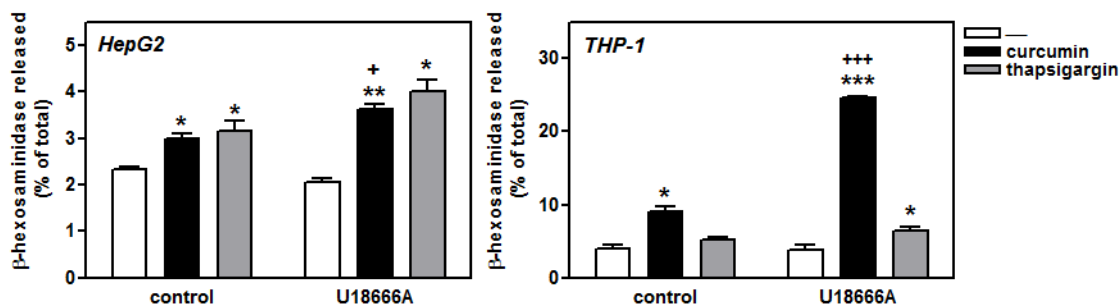 HepG2
β-hexosaminidase released
(% of total)
5
4
3
2
1
0
*
*
+
**
*
control
U18666A
THP-1
β-hexosaminidase released
(% of total)
30
20
10
0
*
+++
***
*
control
U18666A
—
curcumin
thapsigargin